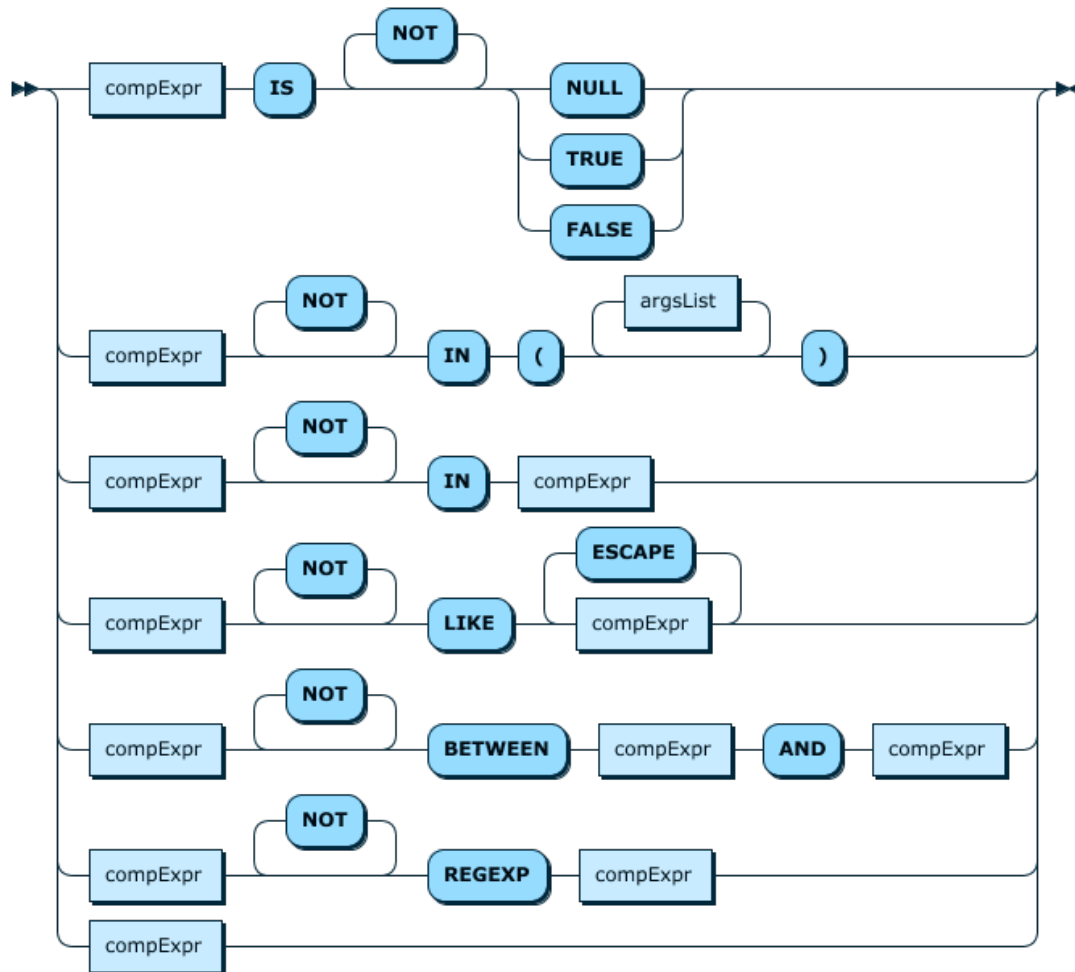 NOT
compExpr IS NULL
TRUE
FALSE
NOT argsList
compExpr IN ( )
NOT
compExpr IN compExpr
ESCAPE
NOT
compExpr LIKE compExpr
NOT
compExpr BETWEEN compExpr AND compExpr
NOT
compExpr REGEXP compExpr
compExpr